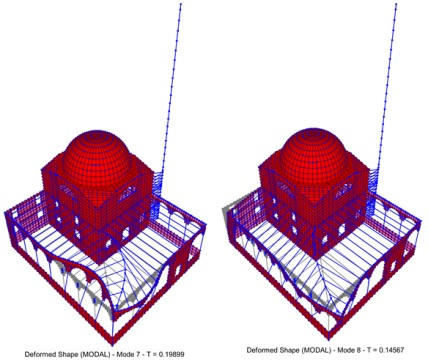 Deformed Shape (MODAL) - Mode 7 - T = 0.19899
Deformed Shape (MODAL) - Mode 8 - T = 0.14567